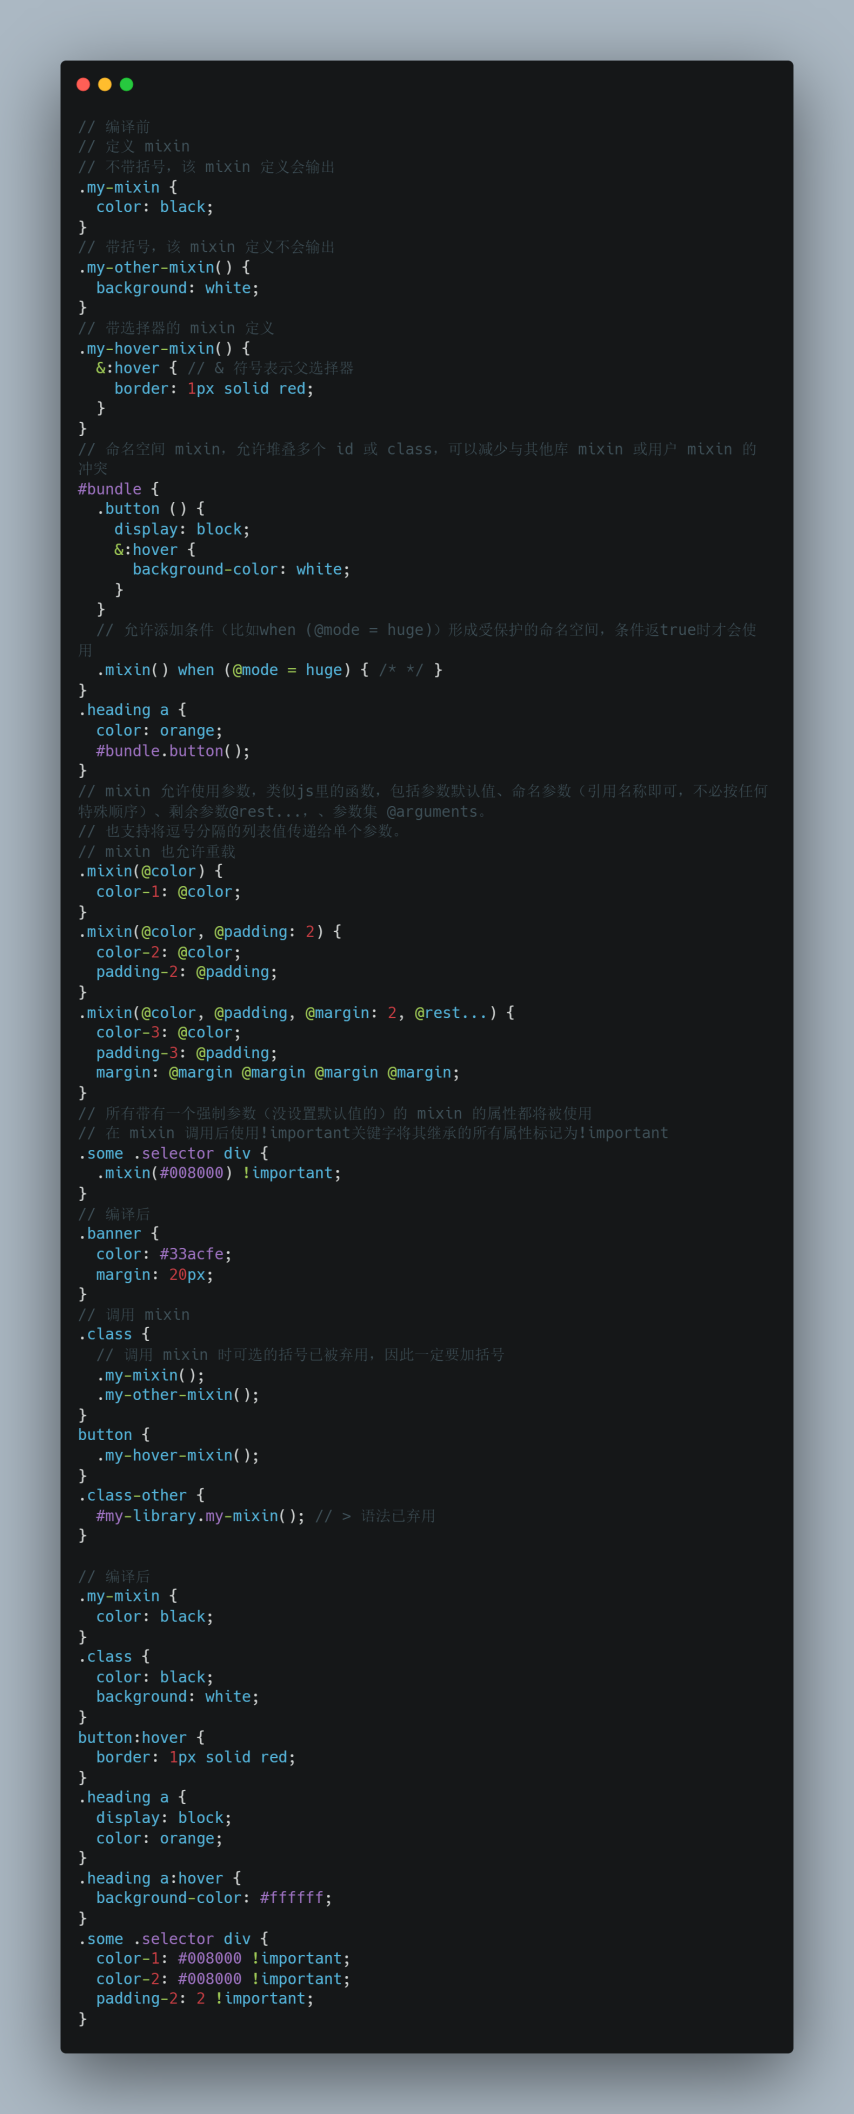 // 编译前
// 定义 mixin
// 不带括号，该 mixin 定义会输出
.my-mixin {
  color: black;
}
// 带括号，该 mixin 定义不会输出
.my-other-mixin() {
  background: white;
}
// 带选择器的 mixin 定义
.my-hover-mixin() {
  &:hover { // & 符号表示父选择器
    border: 1px solid red;
  }
}
// 命名空间 mixin，允许堆叠多个 id 或 class，可以减少与其他库 mixin 或用户 mixin 的
冲突
#bundle {
  .button () {
    display: block;
    &:hover {
      background-color: white;
    }
  }
  // 允许添加条件（比如when (@mode = huge)）形成受保护的命名空间，条件返true时才会使
用
  .mixin() when (@mode = huge) { /* */ }
}
.heading a {
  color: orange;
  #bundle.button();
}
// mixin 允许使用参数，类似js里的函数，包括参数默认值、命名参数（引用名称即可，不必按任何
特殊顺序）、剩余参数@rest...，、参数集 @arguments。
// 也支持将逗号分隔的列表值传递给单个参数。
// mixin 也允许重载
.mixin(@color) {
  color-1: @color;
}
.mixin(@color, @padding: 2) {
  color-2: @color;
  padding-2: @padding;
}
.mixin(@color, @padding, @margin: 2, @rest...) {
  color-3: @color;
  padding-3: @padding;
  margin: @margin @margin @margin @margin;
}
// 所有带有一个强制参数（没设置默认值的）的 mixin 的属性都将被使用
// 在 mixin 调用后使用!important关键字将其继承的所有属性标记为!important
.some .selector div {
  .mixin(#008000) !important;
}
// 编译后
.banner {
  color: #33acfe;
  margin: 20px;
}
// 调用 mixin
.class {
  // 调用 mixin 时可选的括号已被弃用，因此一定要加括号
  .my-mixin();
  .my-other-mixin();
}
button {
  .my-hover-mixin();
}
.class-other {
  #my-library.my-mixin(); // > 语法已弃用
}

// 编译后
.my-mixin {
  color: black;
}
.class {
  color: black;
  background: white;
}
button:hover {
  border: 1px solid red;
}
.heading a {
  display: block;
  color: orange;
}
.heading a:hover {
  background-color: #ffffff;
}
.some .selector div {
  color-1: #008000 !important;
  color-2: #008000 !important;
  padding-2: 2 !important;
}